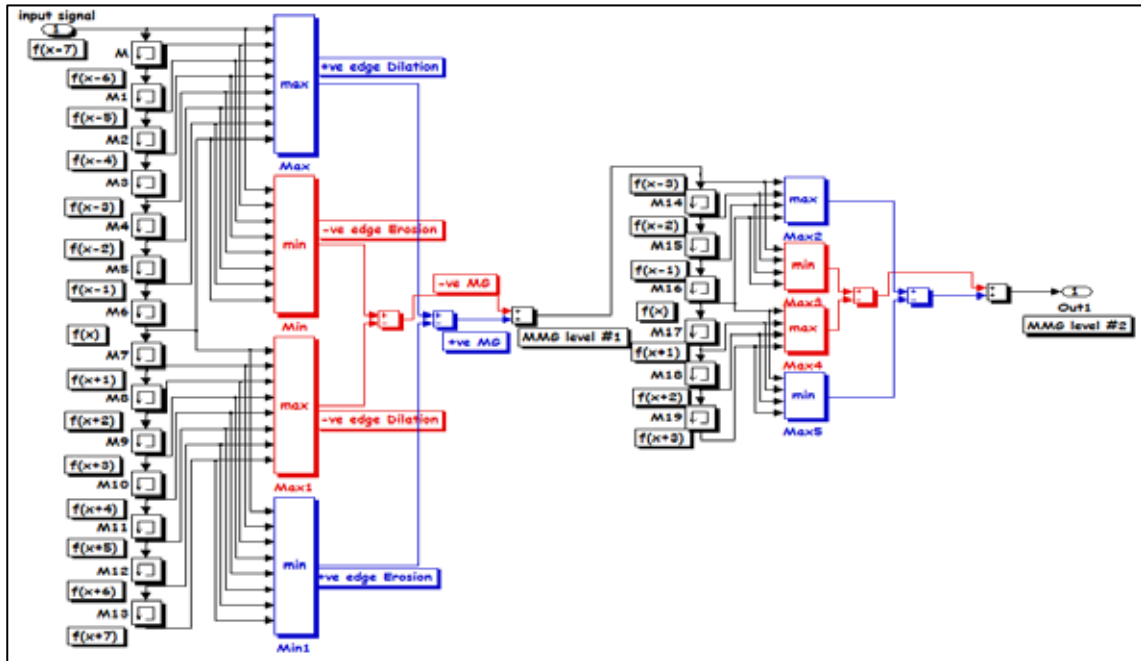 input signal
1
f(x-7)
M
f(x-6)
M1
f(x-5)
M2
f(x-4)
M3
f(x-3)
M4
f(x-2)
M5
f(x-1)
M6
f(x)
M7
f(x+1)
M8
f(x+2)
M9
f(x+3)
M10
f(x+4)
M11
f(x+5)
M12
f(x+6)
M13
f(x+7)
max
Max
+ve edge Dilation
min
Min
-ve edge Erosion
max
Max1
-ve edge Dilation
min
Min1
+ve edge Erosion
-ve MG
+ve MG
MMG level #1
f(x-3)
M14
f(x-2)
M15
f(x-1)
M16
f(x)
M17
f(x+1)
M18
f(x+2)
M19
f(x+3)
max
Max2
min
Max3
max
Max4
min
Max5
1
Out1
MMG level #2